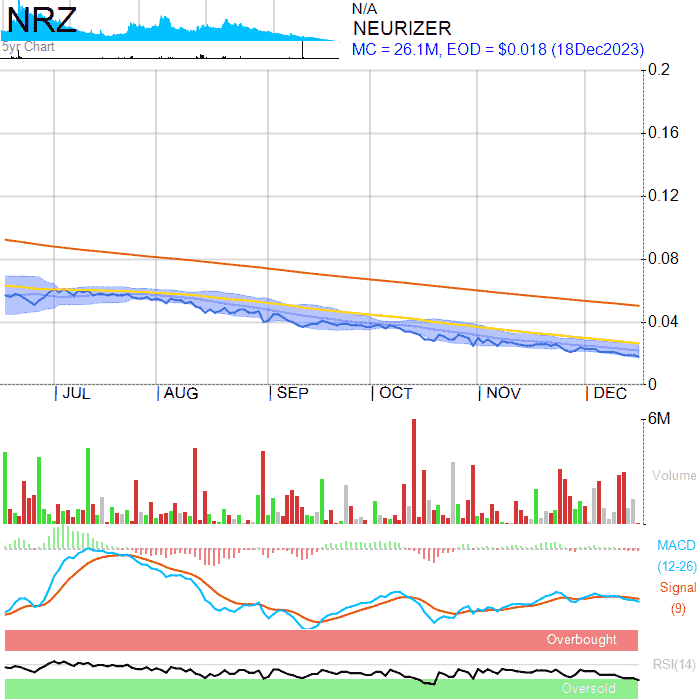 NRZ
5yr Chart
N/A
NEURIZER
MC = 26.1M, EOD = $0.018 (18Dec2023)
0.2
0.16
0.12
0.08
0.04
0
JUL AUG SEP OCT NOV DEC
6M
Volume
MACD
(12-26)
Signal
(9)
Overbought
RSI(14)
Oversold